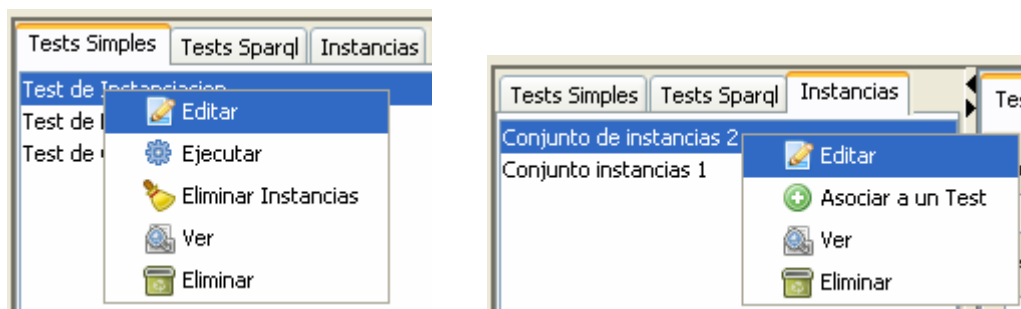 Tests Simples Tests Sparql Instancias
Test de Instanciacion
Test de
Test de
Editar
Ejecutar
Eliminar Instancias
Ver
Eliminar
Tests Simples Tests Sparql Instancias
Conjunto de instancias 2
Conjunto instancias 1
Editar
Asociar a un Test
Ver
Eliminar